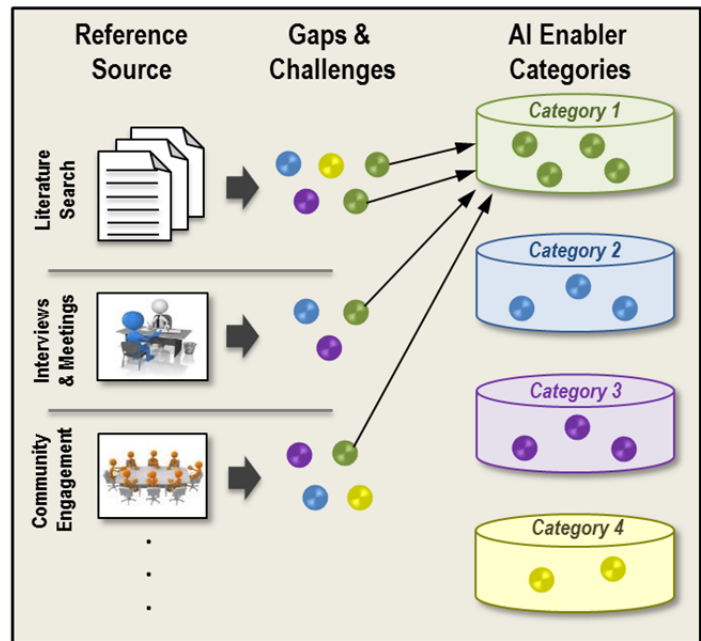 Reference
Source
Gaps &
Challenges
AI Enabler
Categories
Literature
Search
Interviews
& Meetings
Community
Engagement
Category 1
Category 2
Category 3
Category 4